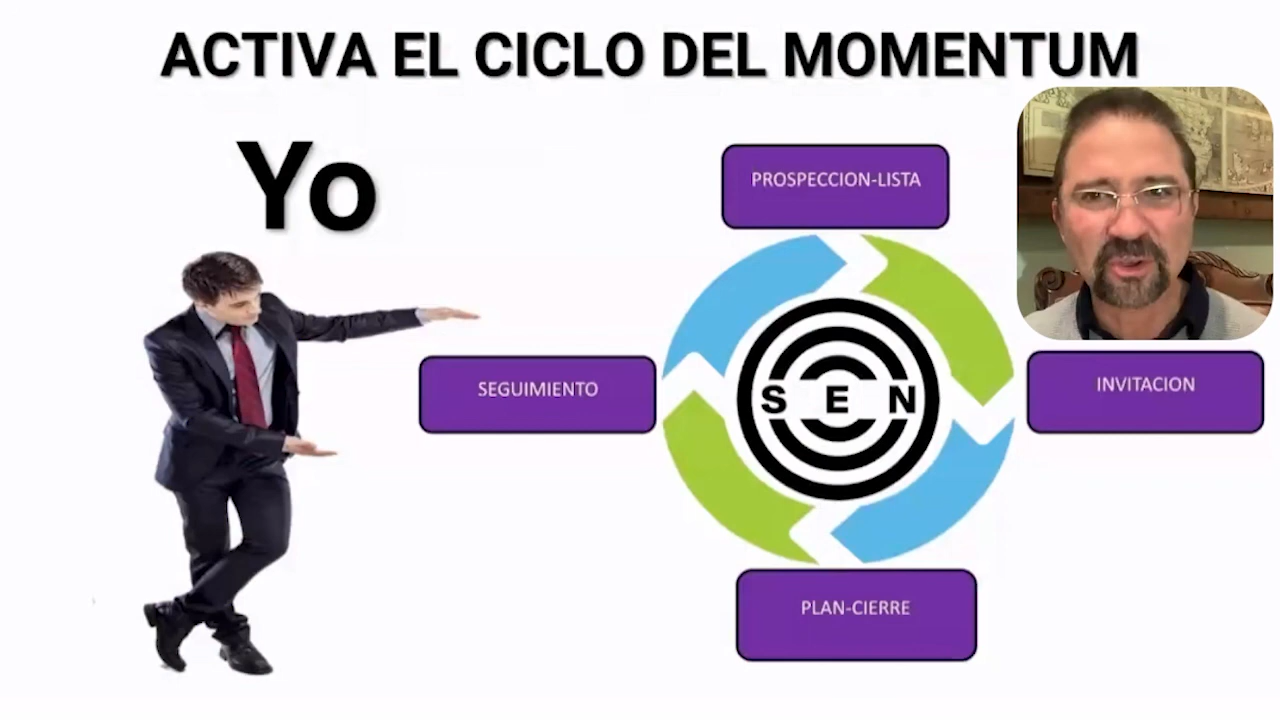 ACTIVA EL CICLO DEL MOMENTUM
Yo
PROSPECCION-LISTA
SEGUIMIENTO
S E N
INVITACION
PLAN-CIERRE